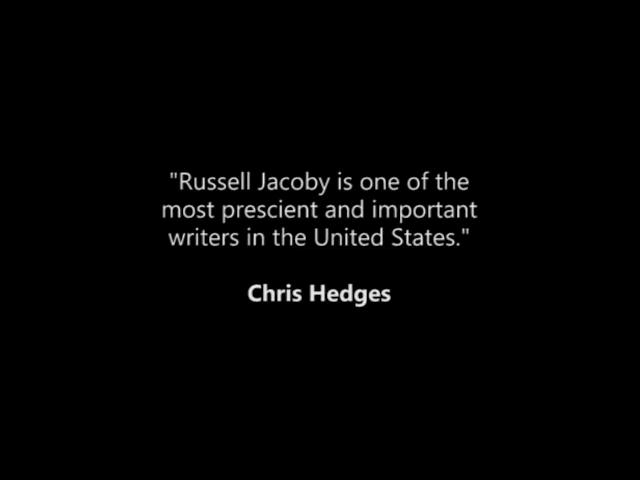 "Russell Jacoby is one of the
most prescient and important
writers in the United States."
Chris Hedges